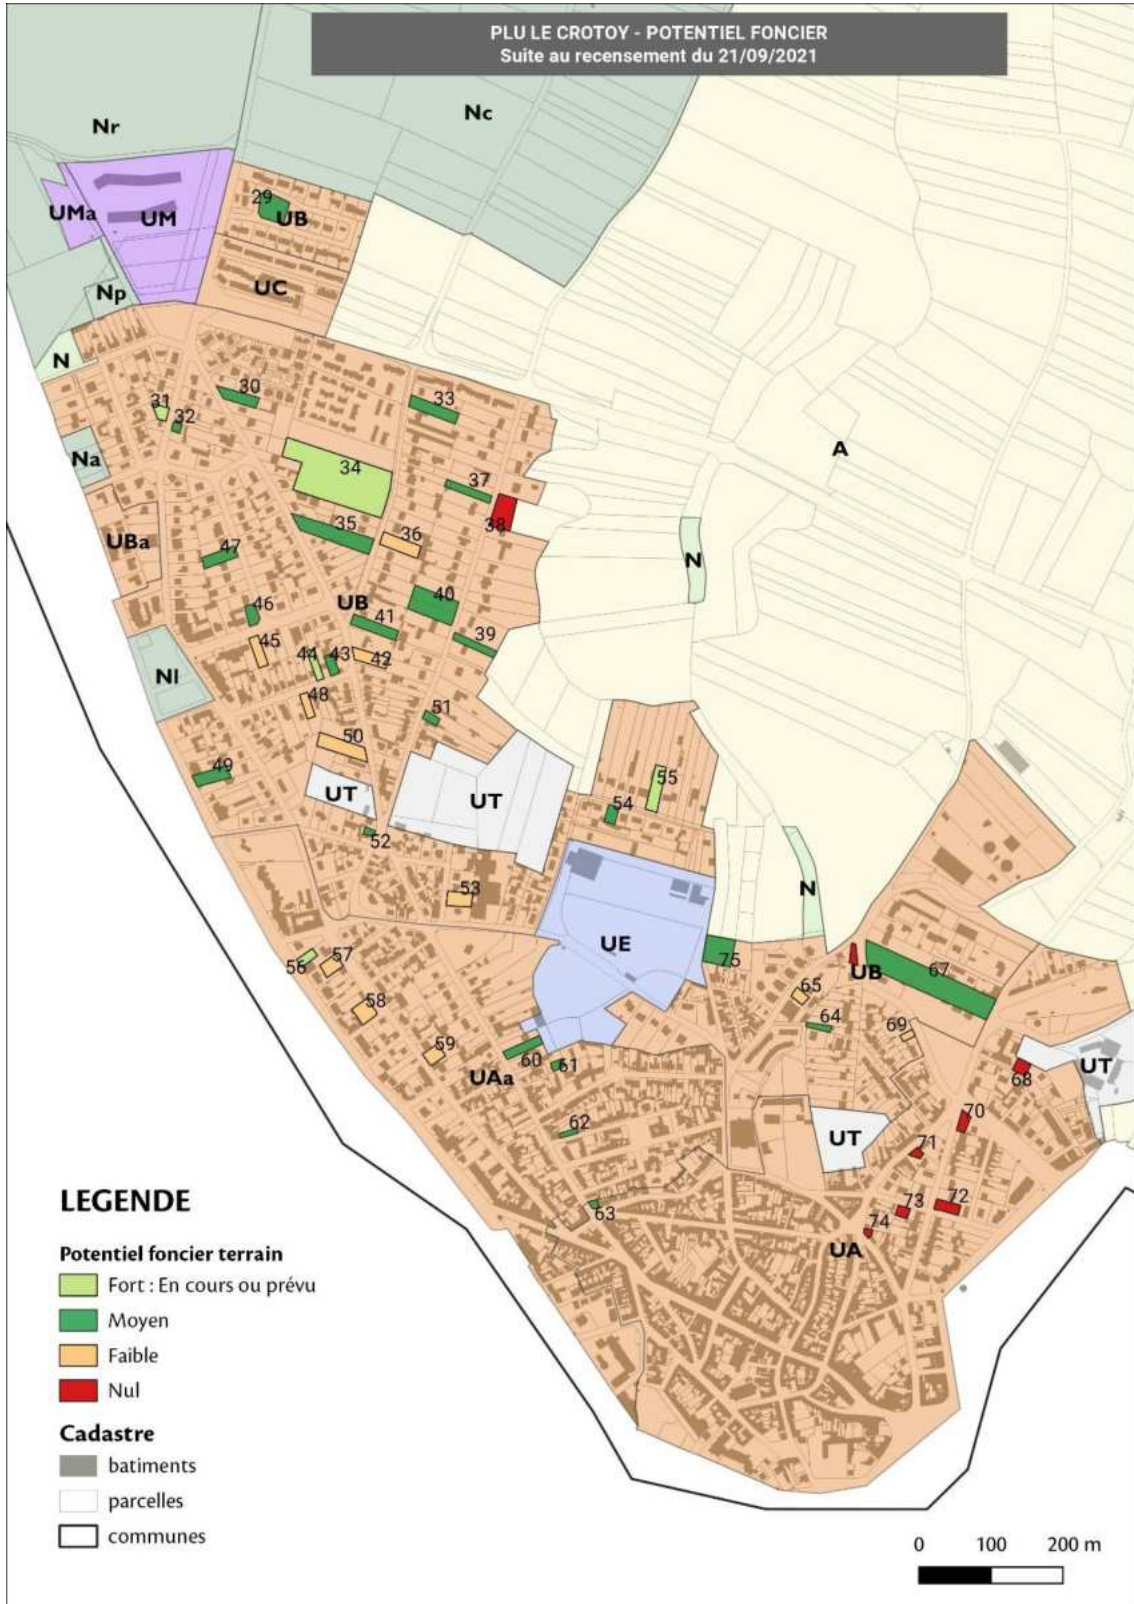 PLU LE CROTOY - POTENTIEL FONCIER
Suite au recensement du 21/09/2021
Nc
Nr
29
UMa
UM
UB
UC
Np
N
30
33
31
32
A
Na
34
37
35
38
36
UBa
47
N
40
UB
46
41
39
45
44
43
42
Nl
48
51
50
49
55
UT
UT
54
52
53
N
UE
57
75
UB
67
56
65
58
64
69
59
60
UAa
61
UT
68
70
62
UT
71
72
73
63
74
UA
LEGENDE
Potentiel foncier terrain
Fort : En cours ou prévu
Moyen
Faible
Nul
Cadastre
batiments
parcelles
communes
0 100 200 m